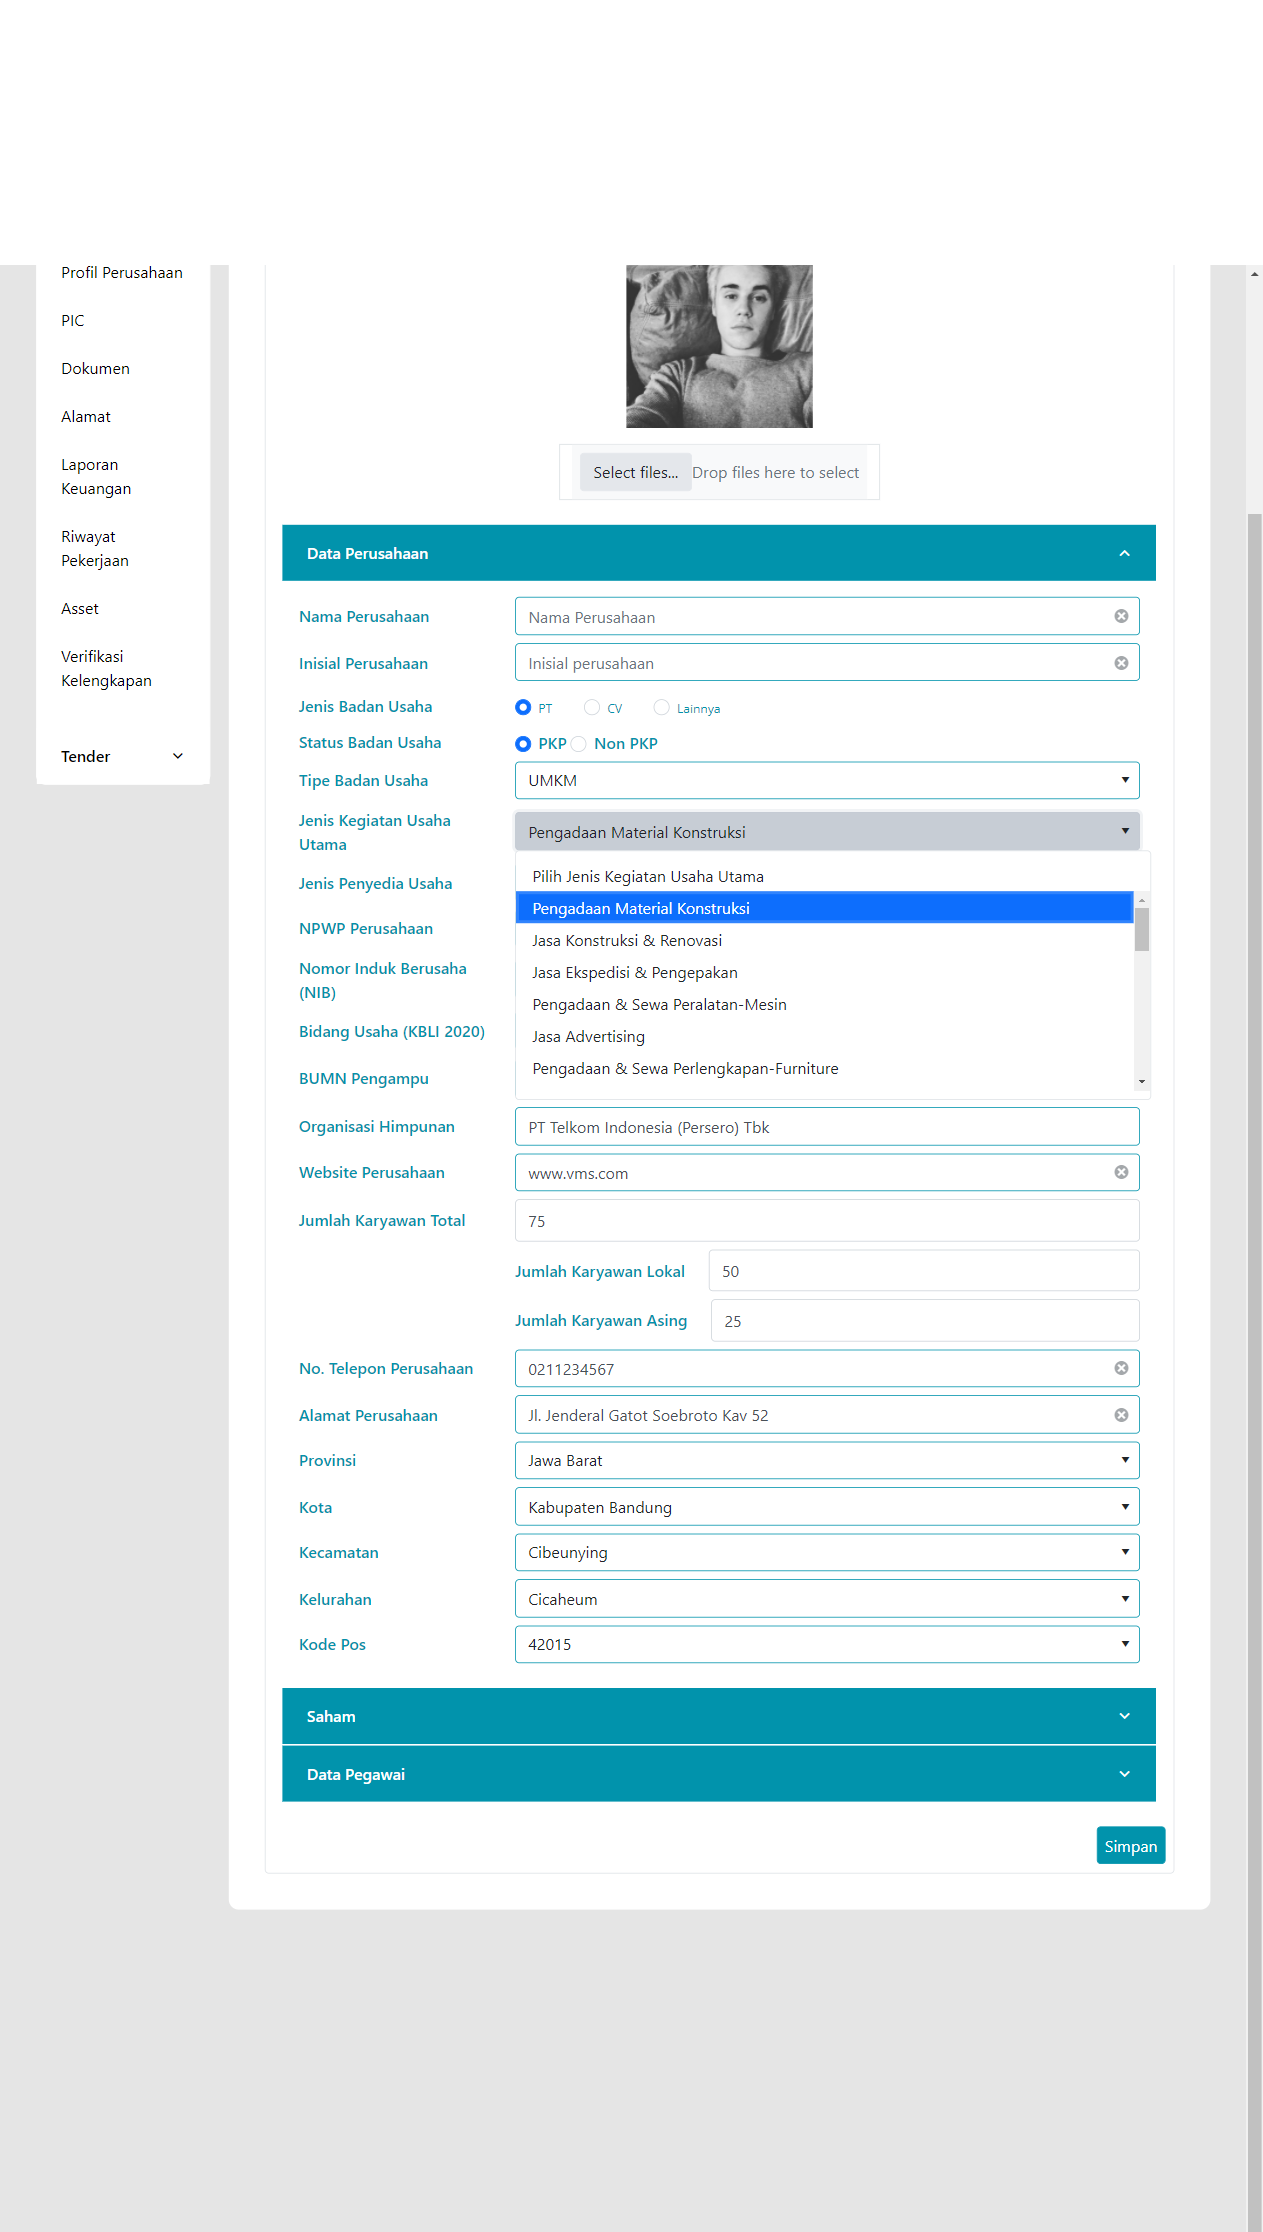 Profil Perusahaan
PIC
Dokumen
Alamat
Laporan
Keuangan
Riwayat
Pekerjaan
Asset
Verifikasi
Kelengkapan
Tender
Select files... Drop files here to select
Data Perusahaan
Nama Perusahaan Nama Perusahaan
Inisial Perusahaan Inisial perusahaan
Jenis Badan Usaha PT CV Lainnya
Status Badan Usaha PKP Non PKP
Tipe Badan Usaha UMKM
Jenis Kegiatan Usaha
Utama
Pengadaan Material Konstruksi
Pilih Jenis Kegiatan Usaha Utama
Pengadaan Material Konstruksi
Jasa Konstruksi & Renovasi
Jasa Ekspedisi & Pengepakan
Pengadaan & Sewa Peralatan-Mesin
Jasa Advertising
Pengadaan & Sewa Perlengkapan-Furniture
Jenis Penyedia Usaha
NPWP Perusahaan
Nomor Induk Berusaha
(NIB)
Bidang Usaha (KBLI 2020)
BUMN Pengampu
Organisasi Himpunan PT Telkom Indonesia (Persero) Tbk
Website Perusahaan www.vms.com
Jumlah Karyawan Total 75
Jumlah Karyawan Lokal 50
Jumlah Karyawan Asing 25
No. Telepon Perusahaan 0211234567
Alamat Perusahaan Jl. Jenderal Gatot Soebroto Kav 52
Provinsi Jawa Barat
Kota Kabupaten Bandung
Kecamatan Cibeunying
Kelurahan Cicaheum
Kode Pos 42015
Saham
Data Pegawai
Simpan